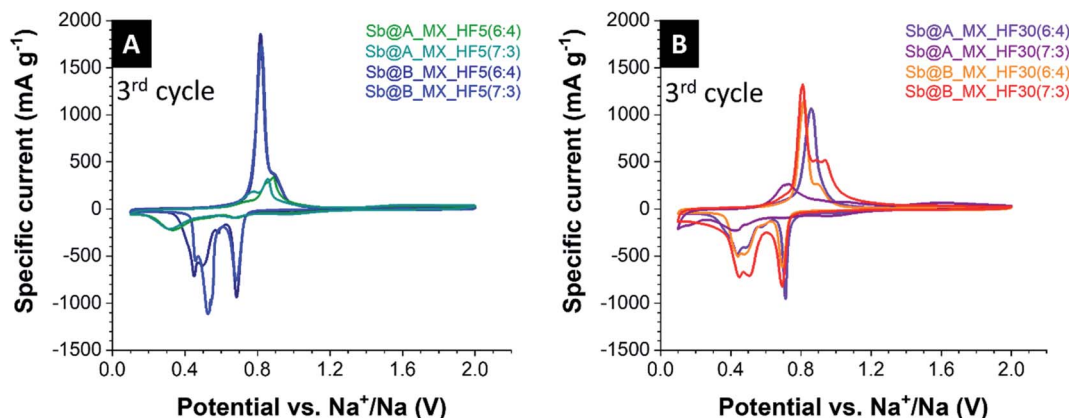 A
3rd cycle
Sb@A_MX_HF5(6:4)
Sb@A_MX_HF5(7:3)
Sb@B_MX_HF5(6:4)
Sb@B_MX_HF5(7:3)
Specific current (mA g-1)
2000
1500
1000
500
0
-500
-1000
-1500
0.0 0.4 0.8 1.2 1.6 2.0
Potential vs. Na+/Na (V)
B
3rd cycle
Sb@A_MX_HF30(6:4)
Sb@A_MX_HF30(7:3)
Sb@B_MX_HF30(6:4)
Sb@B_MX_HF30(7:3)
Specific current (mA g-1)
2000
1500
1000
500
0
-500
-1000
-1500
0.0 0.4 0.8 1.2 1.6 2.0
Potential vs. Na+/Na (V)